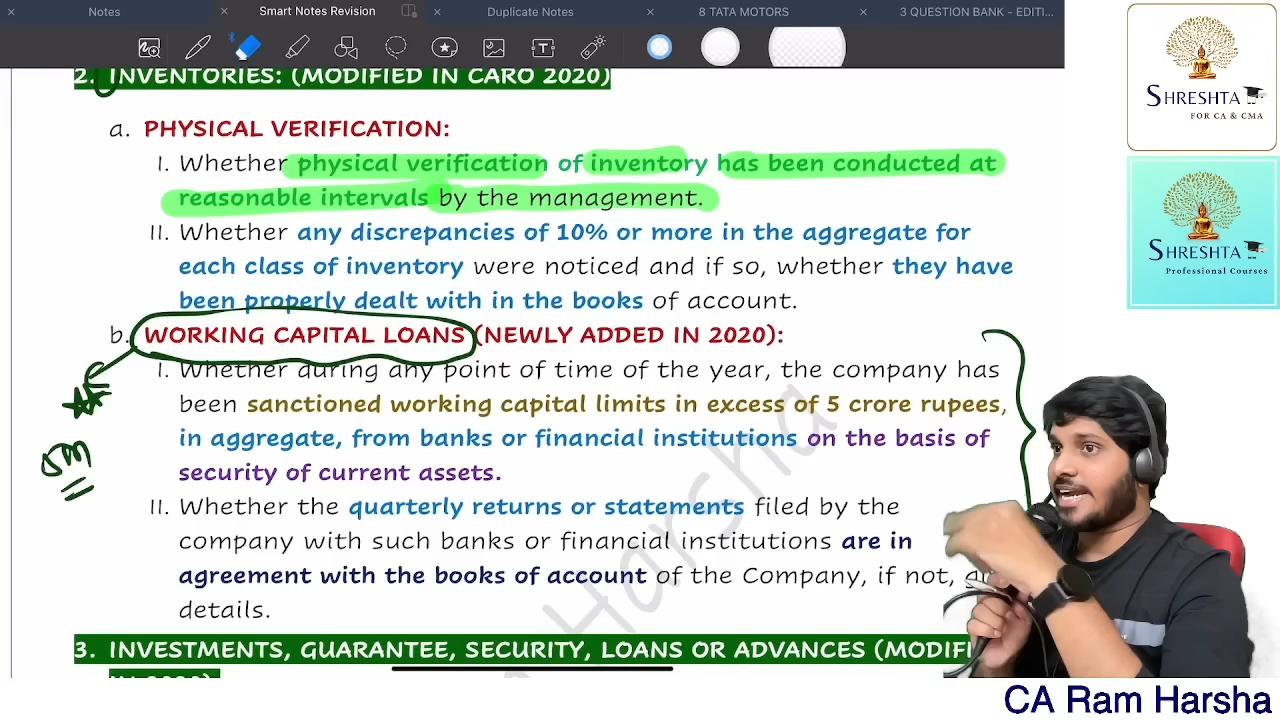 Notes
Smart Notes Revision
Duplicate Notes
8 TATA MOTORS
3 QUESTION BANK - EDITI...
2. INVENTORIES: (MODIFIED IN CARO 2020)
a. PHYSICAL VERIFICATION:
I. Whether physical verification of inventory has been conducted at
reasonable intervals by the management.
II. Whether any discrepancies of 10% or more in the aggregate for
each class of inventory were noticed and if so, whether they have
been properly dealt with in the books of account.
b. WORKING CAPITAL LOANS (NEWLY ADDED IN 2020):
I. Whether during any point of time of the year, the company has
been sanctioned working capital limits in excess of 5 crore rupees,
in aggregate, from banks or financial institutions on the basis of
security of current assets.
5M
II. Whether the quarterly returns or statements filed by the
company with such banks or financial institutions are in
agreement with the books of account of the Company, if not,
details.
3. INVESTMENTS, GUARANTEE, SECURITY, LOANS OR ADVANCES (MODIFI
Harsha
SHRESHTA
FOR CA & CMA
SHRESHTA
Professional Courses
CA Ram Harsha